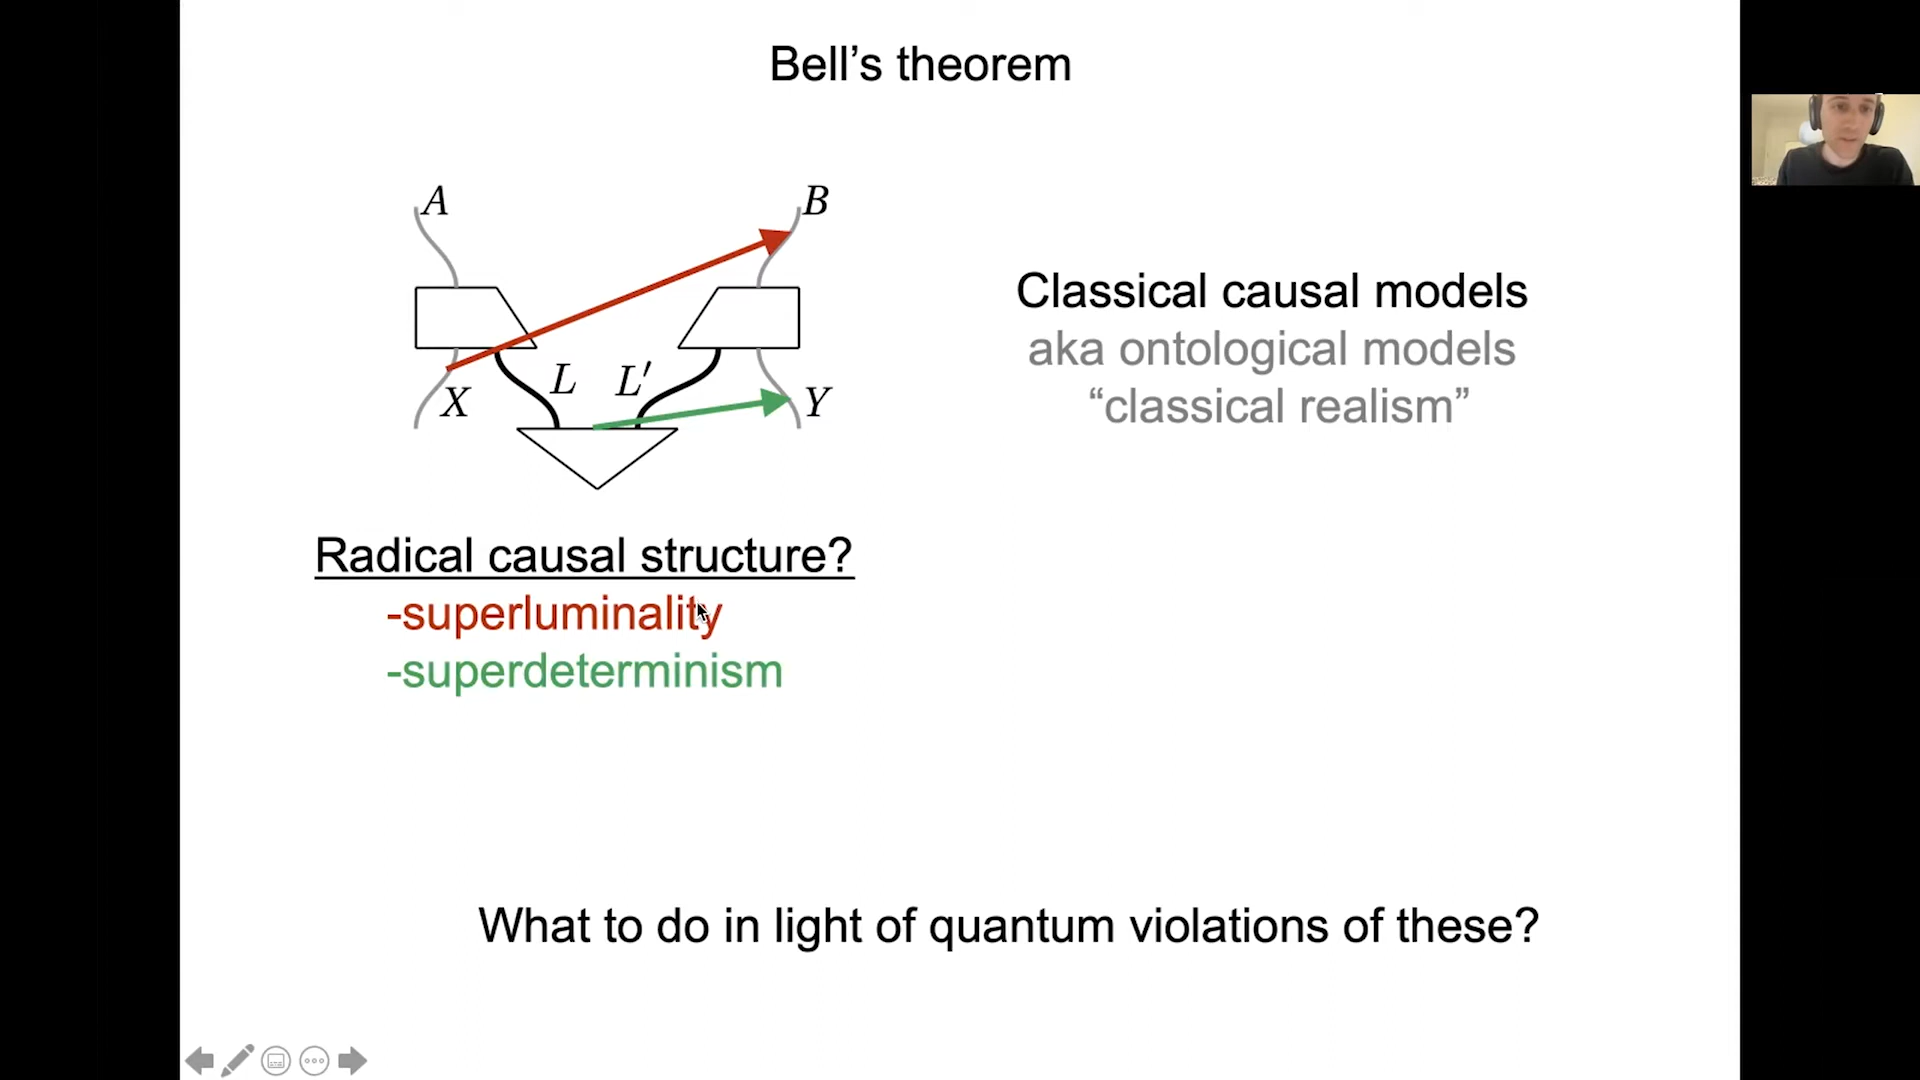 Bell’s theorem
A
B
X
L
L′
Y
Classical causal models
aka ontological models
“classical realism”
Radical causal structure?
-superluminality
-superdeterminism
What to do in light of quantum violations of these?